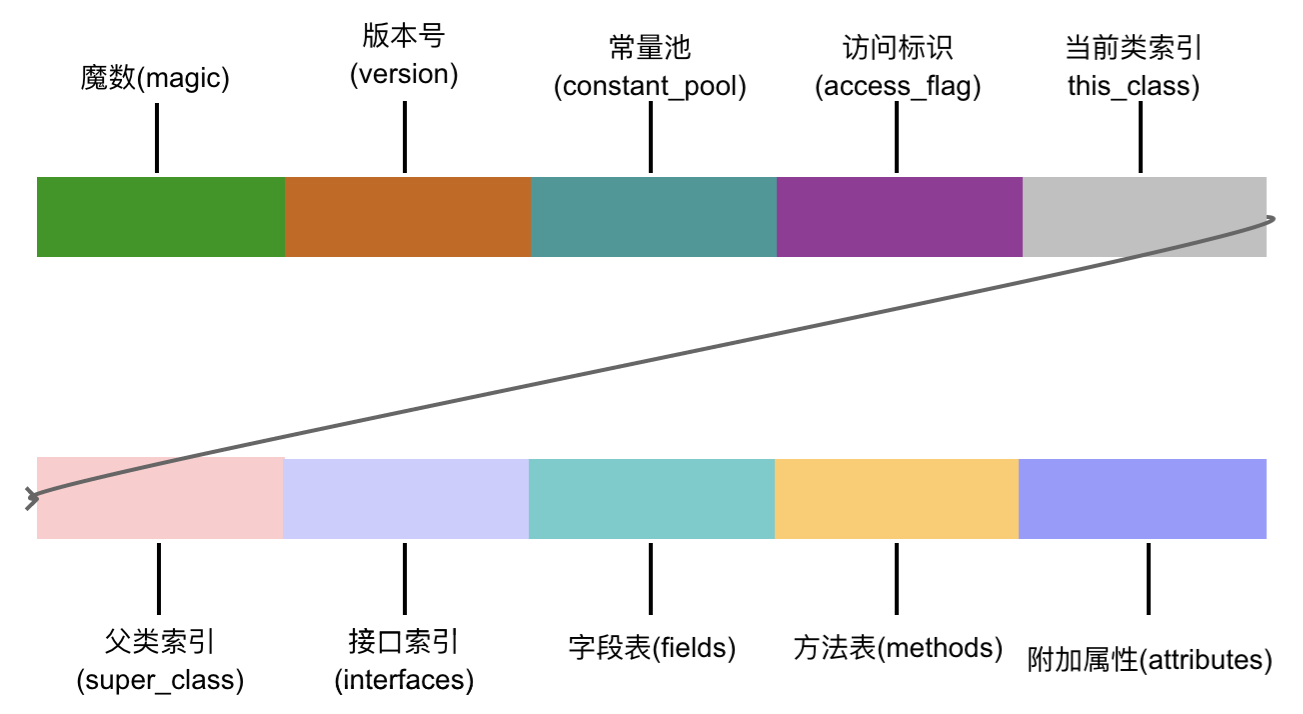 魔数(magic)
版本号
(version)
常量池
(constant_pool)
访问标识
(access_flag)
当前类索引
this_class)
父类索引
(super_class)
接口索引
(interfaces)
字段表(fields)
方法表(methods)
附加属性(attributes)